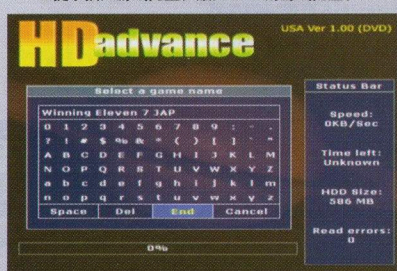 HDadvance
USA Ver 1.00 (DVD)
Select a game name
Winning Eleven 7 JAP
0 1 2 3 4 5 6 7 8 9 : - .
A B C D E F G H I J K L M
N O P Q R S T U V W X Y Z
a b c d e f g h i j k l m
n o p q r s t u v w x y z
Space Del End Cancel
0%
Status Bar
Speed:
0KB/Sec
Time left:
Unknown
HDD Size:
586 MB
Read errors:
0